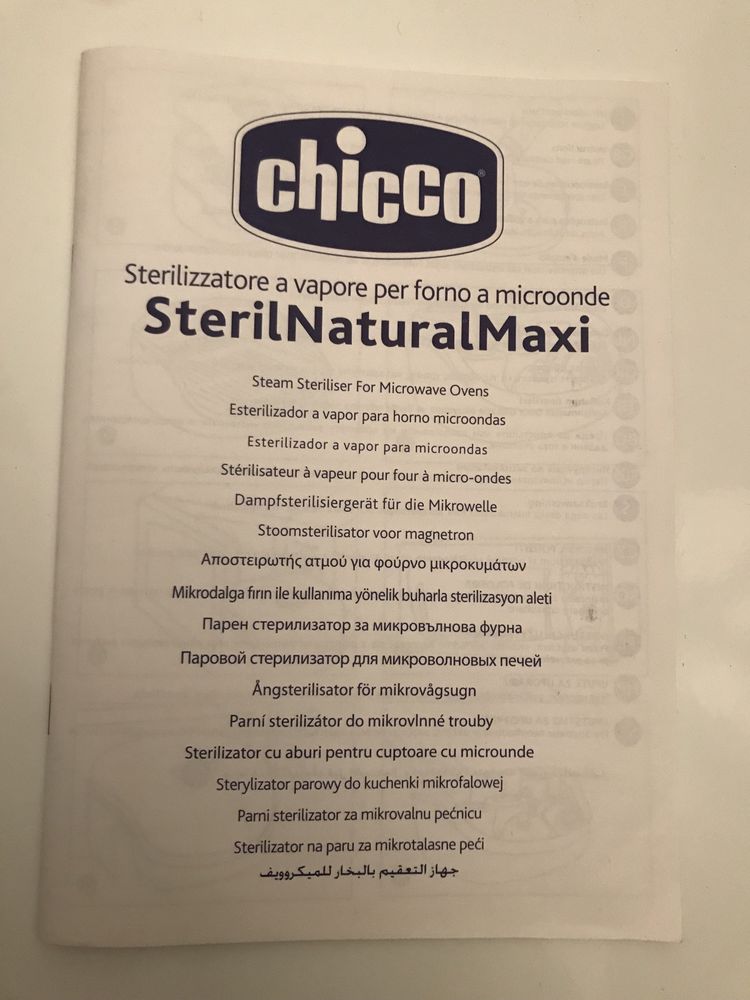 chicco®
Sterilizzatore a vapore per forno a microonde
SterilNaturalMaxi
Steam Steriliser For Microwave Ovens
Esterilizador a vapor para horno microondas
Esterilizador a vapor para microondas
Stérilisateur à vapeur pour four à micro-ondes
Dampfsterilisiergerät für die Mikrowelle
Stoomsterilisator voor magnetron
Αποστειρωτής ατμού για φούρνο μικροκυμάτων
Mikrodalga fırın ile kullanıma yönelik buharla sterilizasyon aleti
Парен стерилизатор за микровълнова фурна
Паровой стерилизатор для микроволновых печей
Ångsterilisator för mikrovågsugn
Parní sterilizátor do mikrovlnné trouby
Sterilizator cu aburi pentru cuptoare cu microunde
Sterylizator parowy do kuchenki mikrofalowej
Parni sterilizator za mikrovalnu pećnicu
Sterilizator na paru za mikrotalasne peći
جهاز التعقيم بالبخار للميكروويف